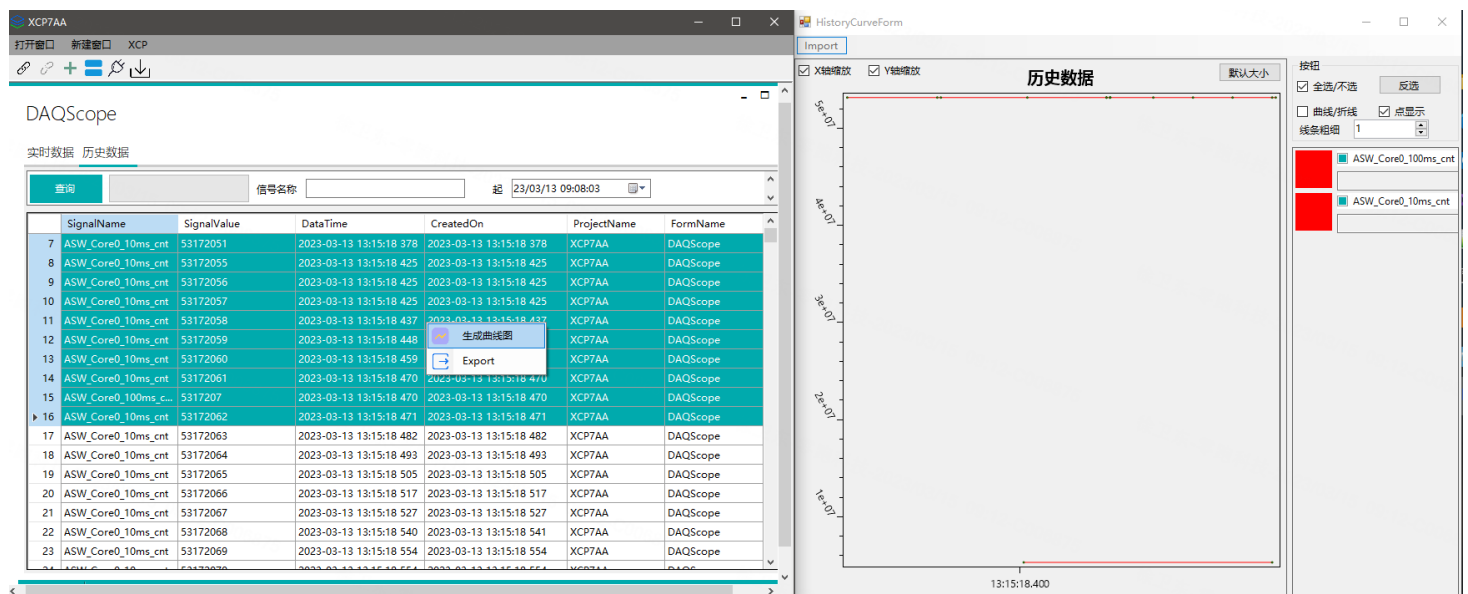 XCP7AA
打开窗口 新建窗口 XCP
DAQScope
实时数据 历史数据
查询 信号名称 起 23/03/13 09:08:03
SignalName SignalValue DataTime CreatedOn ProjectName FormName
7 ASW_Core0_10ms_cnt 53172051 2023-03-13 13:15:18 378 2023-03-13 13:15:18 378 XCP7AA DAQScope
8 ASW_Core0_10ms_cnt 53172055 2023-03-13 13:15:18 425 2023-03-13 13:15:18 425 XCP7AA DAQScope
9 ASW_Core0_10ms_cnt 53172056 2023-03-13 13:15:18 425 2023-03-13 13:15:18 425 XCP7AA DAQScope
10 ASW_Core0_10ms_cnt 53172057 2023-03-13 13:15:18 425 2023-03-13 13:15:18 425 XCP7AA DAQScope
11 ASW_Core0_10ms_cnt 53172058 2023-03-13 13:15:18 437 2023-03-13 13:15:18 437 XCP7AA DAQScope
12 ASW_Core0_10ms_cnt 53172059 2023-03-13 13:15:18 448 XCP7AA DAQScope
13 ASW_Core0_10ms_cnt 53172060 2023-03-13 13:15:18 459 XCP7AA DAQScope
14 ASW_Core0_10ms_cnt 53172061 2023-03-13 13:15:18 470 2023-03-13 13:15:18 470 XCP7AA DAQScope
15 ASW_Core0_100ms_c... 5317207 2023-03-13 13:15:18 470 2023-03-13 13:15:18 470 XCP7AA DAQScope
16 ASW_Core0_10ms_cnt 53172062 2023-03-13 13:15:18 471 2023-03-13 13:15:18 471 XCP7AA DAQScope
17 ASW_Core0_10ms_cnt 53172063 2023-03-13 13:15:18 482 2023-03-13 13:15:18 482 XCP7AA DAQScope
18 ASW_Core0_10ms_cnt 53172064 2023-03-13 13:15:18 493 2023-03-13 13:15:18 493 XCP7AA DAQScope
19 ASW_Core0_10ms_cnt 53172065 2023-03-13 13:15:18 505 2023-03-13 13:15:18 505 XCP7AA DAQScope
20 ASW_Core0_10ms_cnt 53172066 2023-03-13 13:15:18 517 2023-03-13 13:15:18 517 XCP7AA DAQScope
21 ASW_Core0_10ms_cnt 53172067 2023-03-13 13:15:18 527 2023-03-13 13:15:18 527 XCP7AA DAQScope
22 ASW_Core0_10ms_cnt 53172068 2023-03-13 13:15:18 540 2023-03-13 13:15:18 541 XCP7AA DAQScope
23 ASW_Core0_10ms_cnt 53172069 2023-03-13 13:15:18 554 2023-03-13 13:15:18 554 XCP7AA DAQScope
生成曲线图
Export
HistoryCurveForm
Import
X轴缩放 Y轴缩放
历史数据
默认大小
5e+07
4e+07
3e+07
2e+07
1e+07
13:15:18.400
按钮
全选/不选 反选
曲线/折线 点显示
线条粗细 1
ASW_Core0_100ms_cnt
ASW_Core0_10ms_cnt